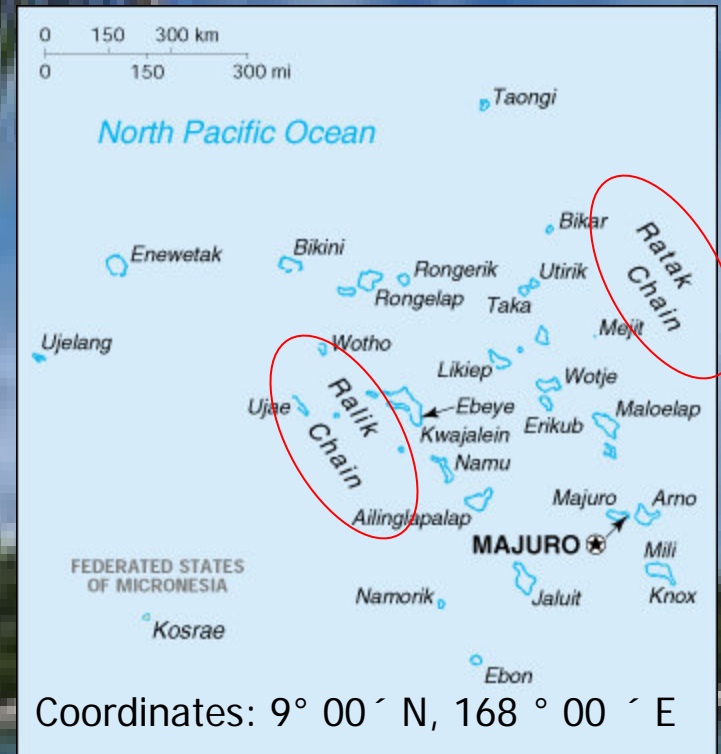 0 150 300 km
0 150 300 mi
Taongi
North Pacific Ocean
Bikar
Ratak
Chain
Enewetak
Bikini
Rongerik
Utirik
Rongelap
Taka
Ujelang
Wotho
Mejit
Likiep
Wotje
Ujae
Ralik
Chain
Ebeye
Kwajalein
Erikub
Maloelap
Namu
Ailinglapalap
Majuro
Arno
MAJURO
FEDERATED STATES
OF MICRONESIA
Mili
Namorik
Jaluit
Knox
Kosrae
Ebon
Coordinates: 9° 00 ´ N, 168 ° 00 ´ E